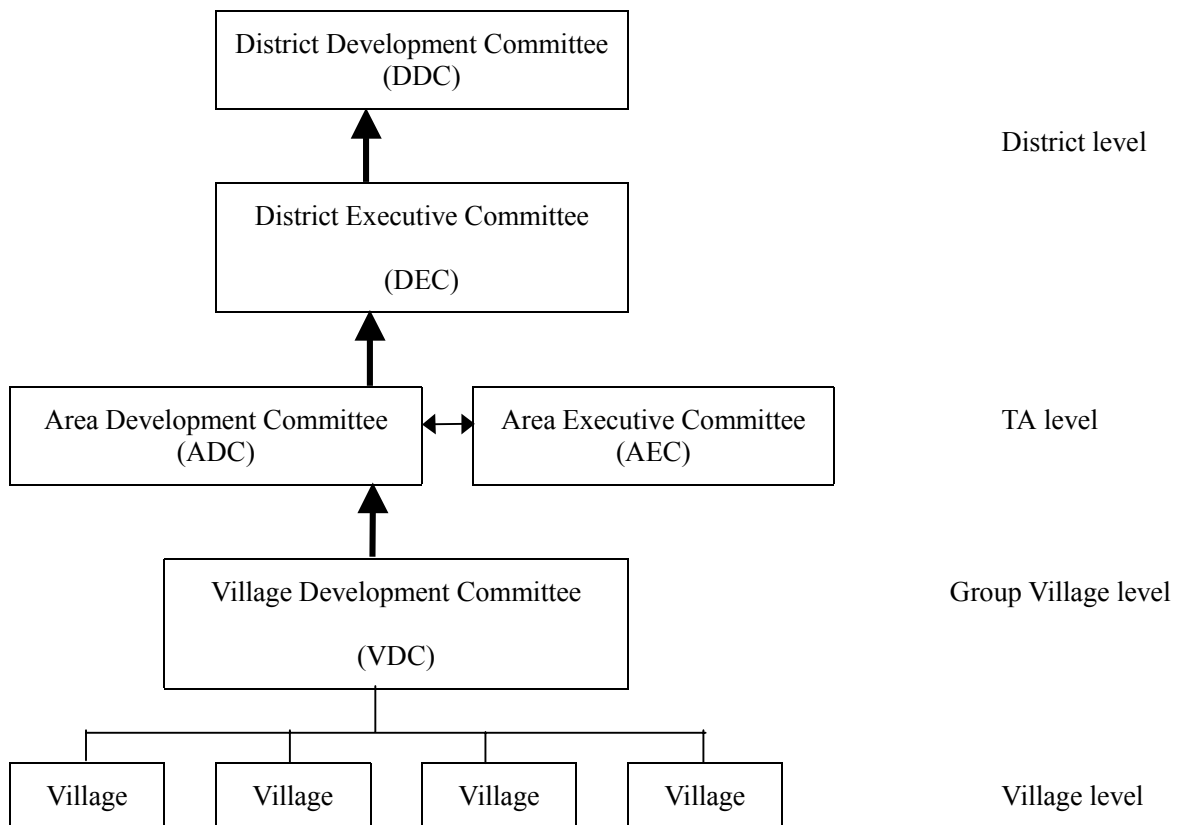 District Development Committee
(DDC)
District level
District Executive Committee
(DEC)
Area Development Committee
(ADC)
Area Executive Committee
(AEC)
TA level
Village Development Committee
(VDC)
Group Village level
Village
Village
Village
Village
Village level